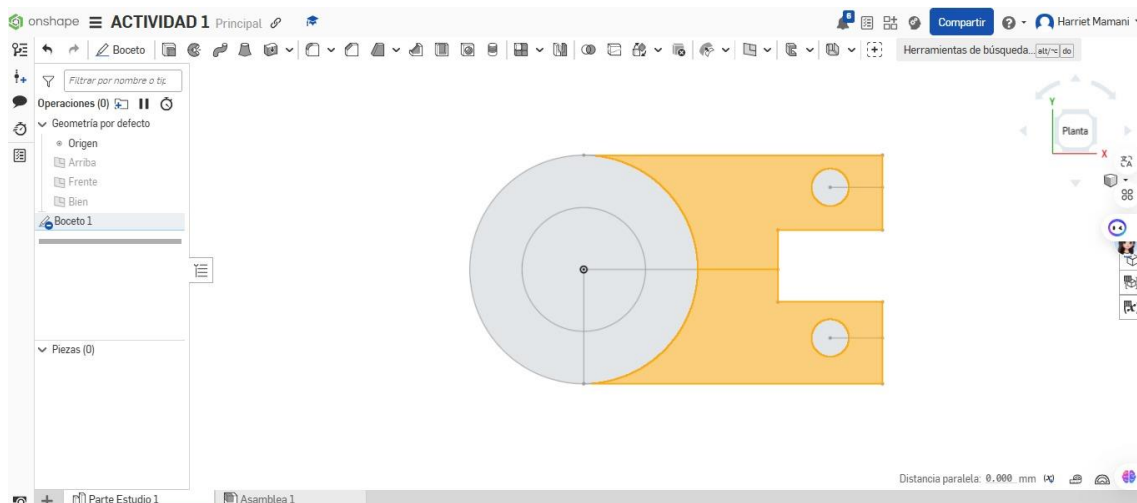 onshape ACTIVIDAD 1 Principal
6
Compartir
Harriet Mamani
Boceto
Herramientas de búsqueda... alt/⌥ do
Filtrar por nombre o tip
Operaciones (0)
Geometría por defecto
Origen
Arriba
Frente
Bien
Boceto 1
Piezas (0)
Y
Planta
X
Distancia paralela: 0.000 mm
Parte Estudio 1
Asamblea 1